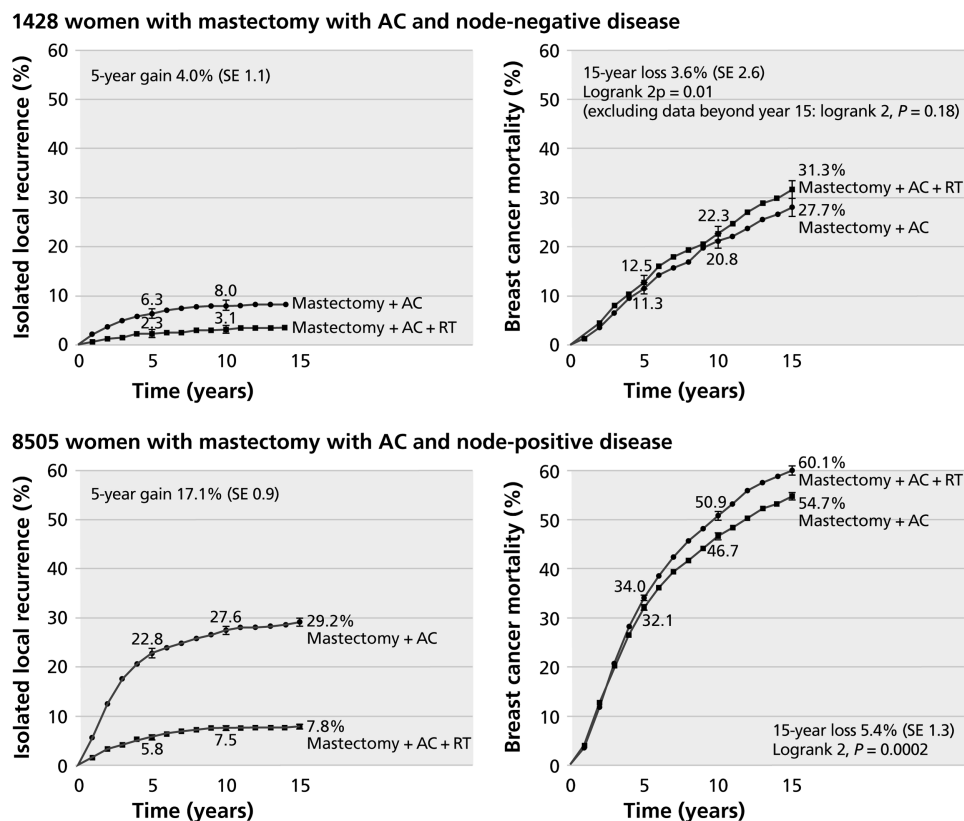 1428 women with mastectomy with AC and node-negative disease
Isolated local recurrence (%)
60
50
40
30
20
10
0
5-year gain 4.0% (SE 1.1)
6.3
8.0
Mastectomy + AC
2.3
3.1
Mastectomy + AC + RT
0
5
10
15
Time (years)
Breast cancer mortality (%)
60
50
40
30
20
10
0
15-year loss 3.6% (SE 2.6)
Logrank 2p = 0.01
(excluding data beyond year 15: logrank 2, P = 0.18)
31.3%
Mastectomy + AC + RT
22.3
27.7%
Mastectomy + AC
20.8
12.5
11.3
0
5
10
15
Time (years)
8505 women with mastectomy with AC and node-positive disease
Isolated local recurrence (%)
60
50
40
30
20
10
0
5-year gain 17.1% (SE 0.9)
22.8
27.6
29.2%
Mastectomy + AC
5.8
7.5
7.8%
Mastectomy + AC + RT
0
5
10
15
Time (years)
Breast cancer mortality (%)
60
50
40
30
20
10
0
60.1%
Mastectomy + AC + RT
50.9
54.7%
Mastectomy + AC
46.7
34.0
32.1
15-year loss 5.4% (SE 1.3)
Logrank 2, P = 0.0002
0
5
10
15
Time (years)